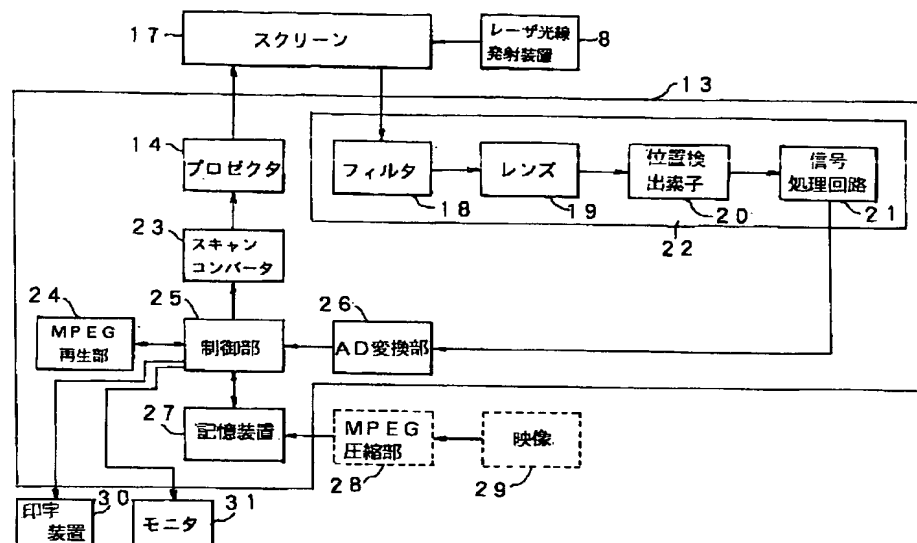 17
スクリーン
レーザ光線
発射装置
8
13
14
プロゼクタ
フィルタ
18
レンズ
19
位置検
出素子
20
信号
処理回路
21
22
23
スキャン
コンバータ
24
MPEG
再生部
25
制御部
26
AD変換部
27
記憶装置
MPEG
圧縮部
28
映像
29
印字
装置
30
モニタ
31